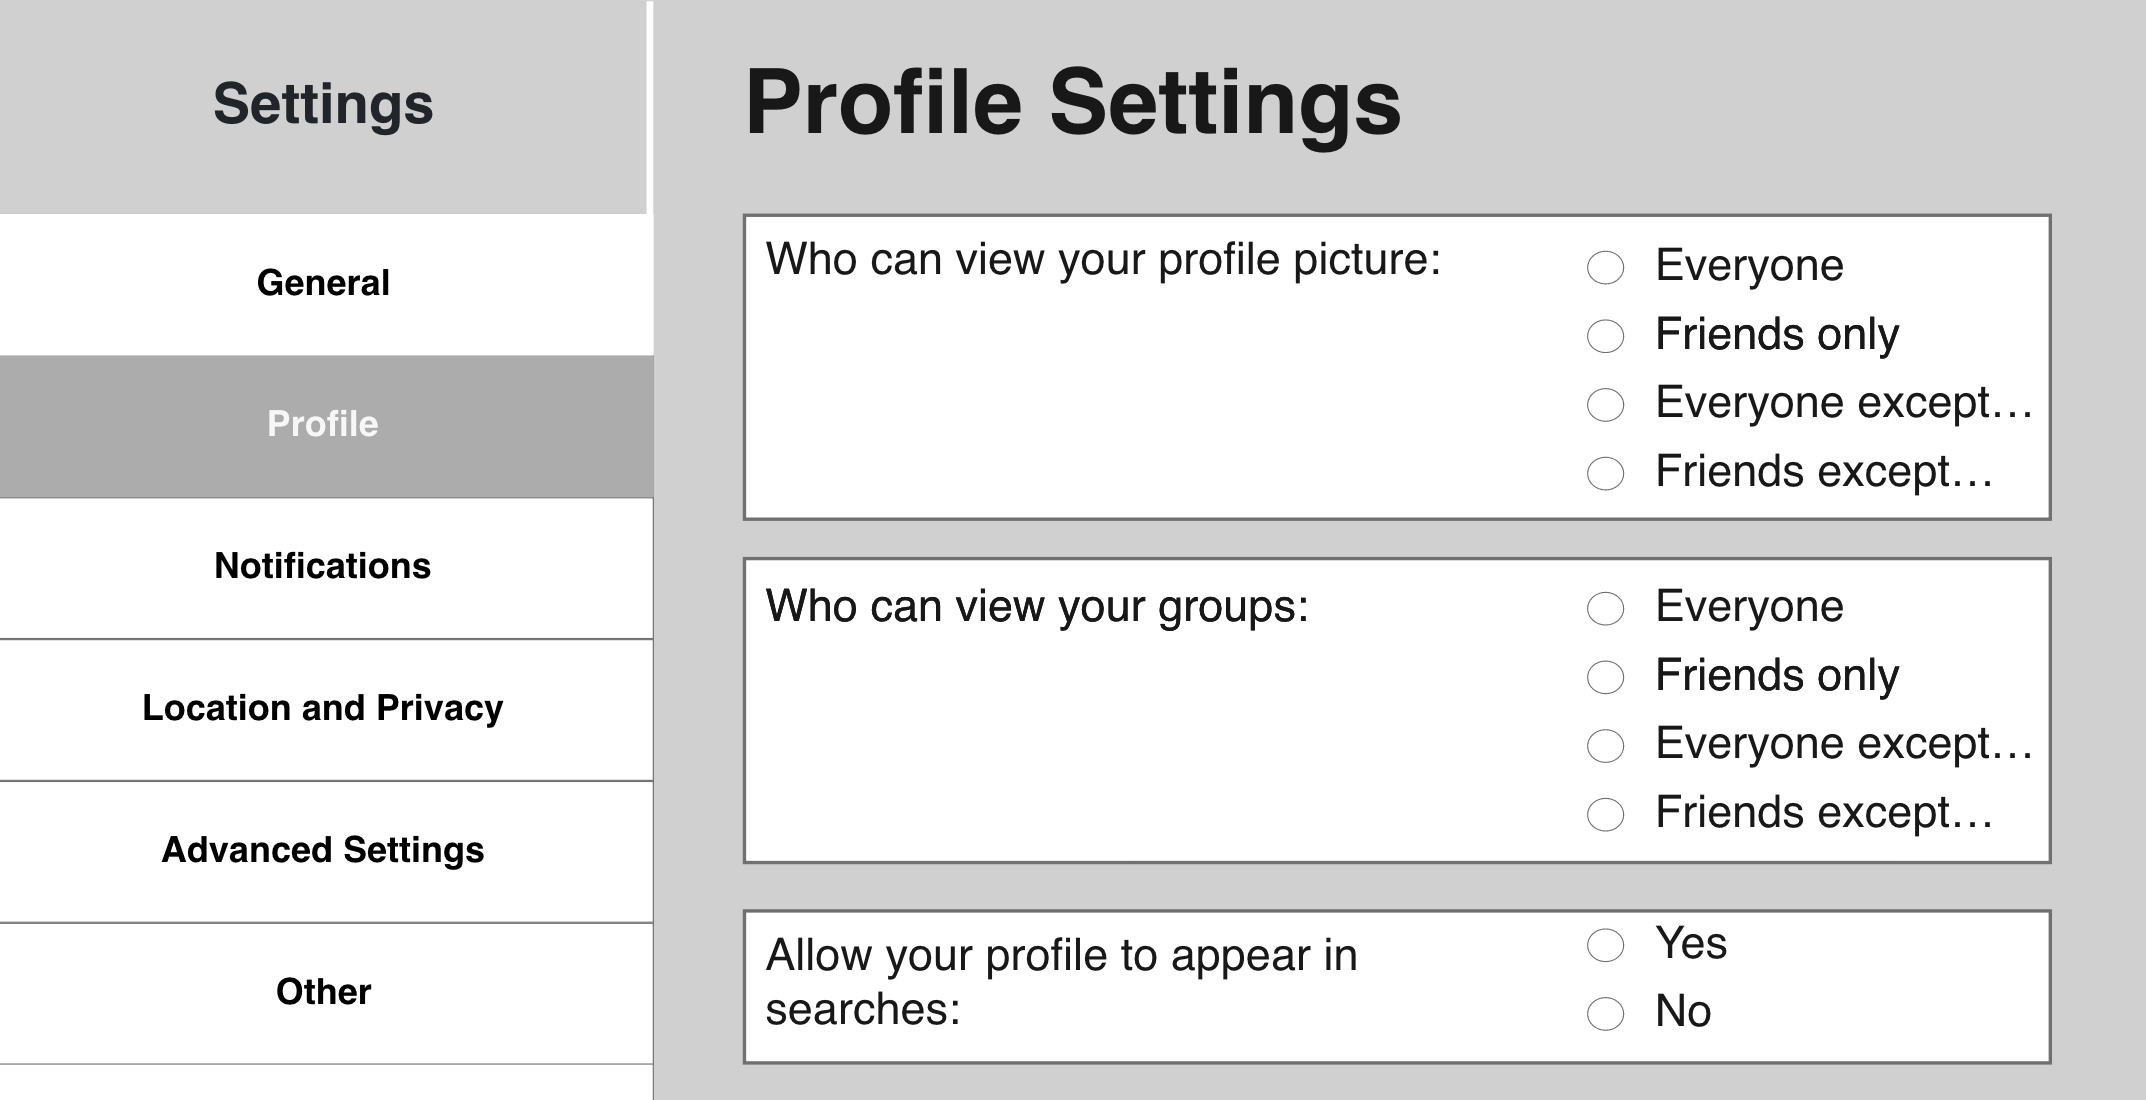 Settings
General
Profile
Notifications
Location and Privacy
Advanced Settings
Other
Profile Settings
Who can view your profile picture:
Everyone
Friends only
Everyone except…
Friends except…
Who can view your groups:
Everyone
Friends only
Everyone except…
Friends except…
Allow your profile to appear in
searches:
Yes
No